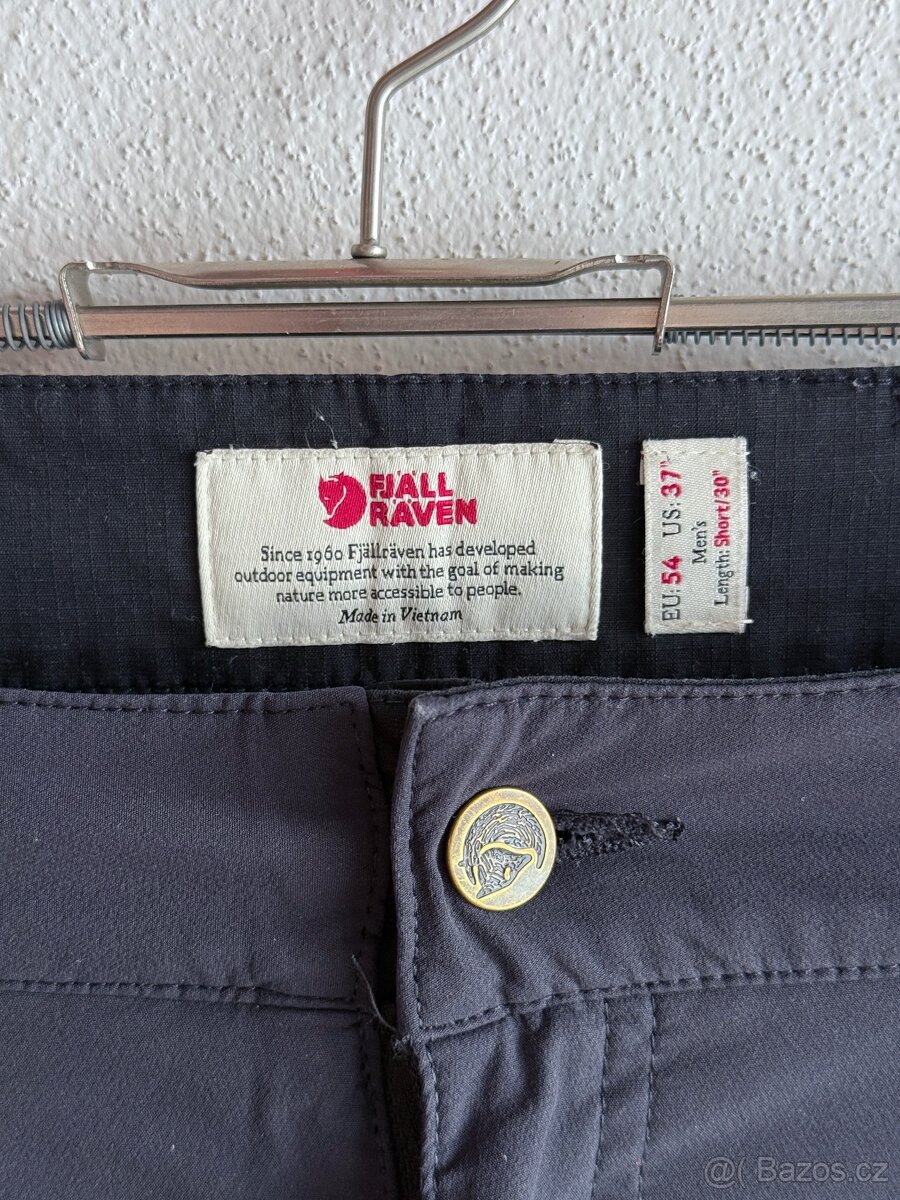 FJÄLL
RÄVEN
Since 1960 Fjällräven has developed
outdoor equipment with the goal of making
nature more accessible to people.
Made in Vietnam
EU: 54 US: 37"
Men's
Length: Short/30"
@( Bazos.cz